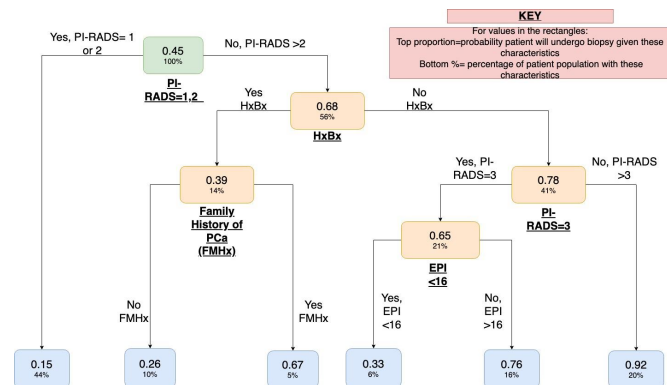 KEY
For values in the rectangles:
Top proportion=probability patient will undergo biopsy given these
characteristics
Bottom %= percentage of patient population with these
characteristics
Yes, PI-RADS= 1
or 2
0.45
100%
No, PI-RADS >2
PI-
RADS=1,2
Yes
HxBx
0.68
56%
No
HxBx
HxBx
0.39
14%
Yes, PI-
RADS=3
0.78
41%
No, PI-RADS
>3
Family
History of
PCa
(FMHx)
PI-
RADS=3
0.65
21%
EPI
<16
No
FMHx
Yes
FMHx
Yes,
EPI
<16
No,
EPI
>16
0.15
44%
0.26
10%
0.67
5%
0.33
6%
0.76
16%
0.92
20%